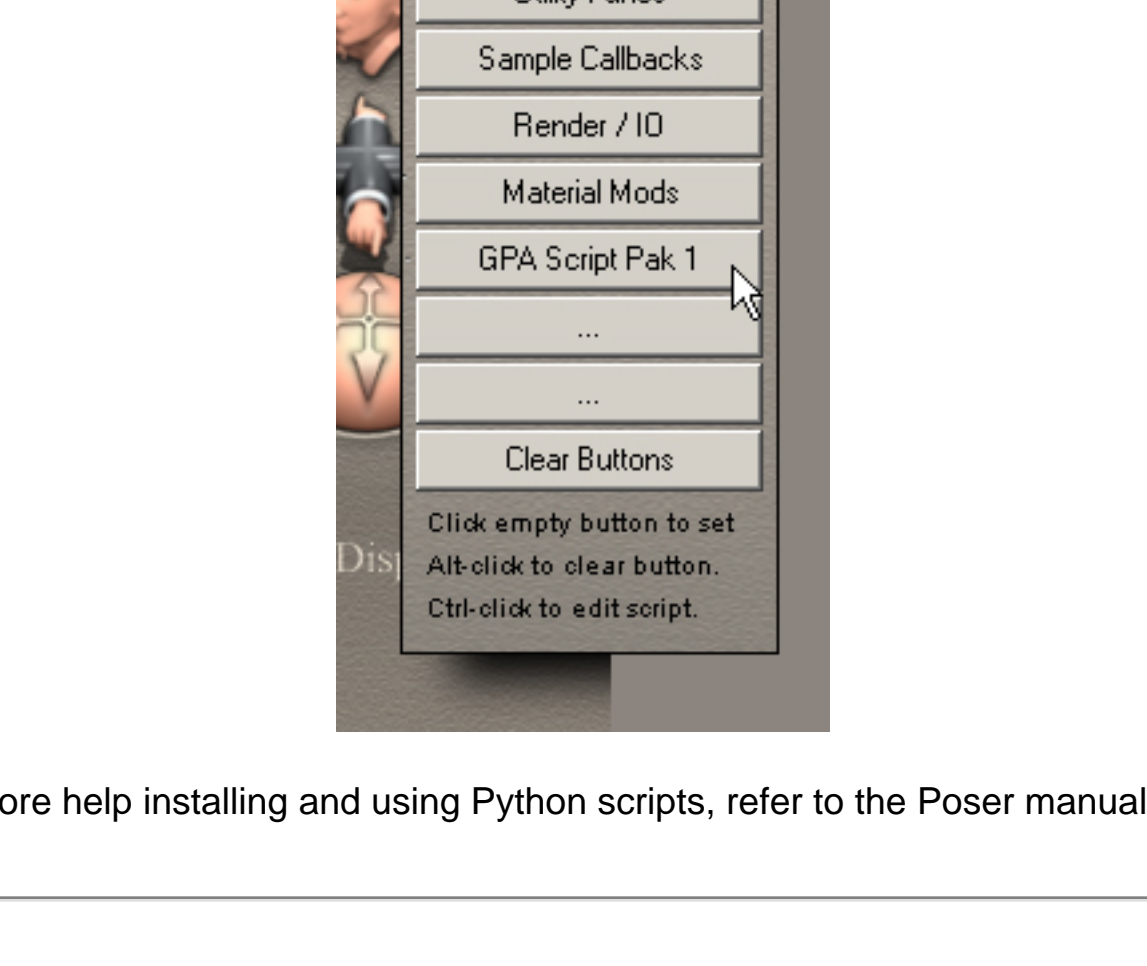 Sample Callbacks
Render / IO
Material Mods
GPA Script Pak 1
...
...
Clear Buttons
Click empty button to set
Alt-click to clear button.
Ctrl-click to edit script.
help installing and using Python scripts, refer to the Poser manual